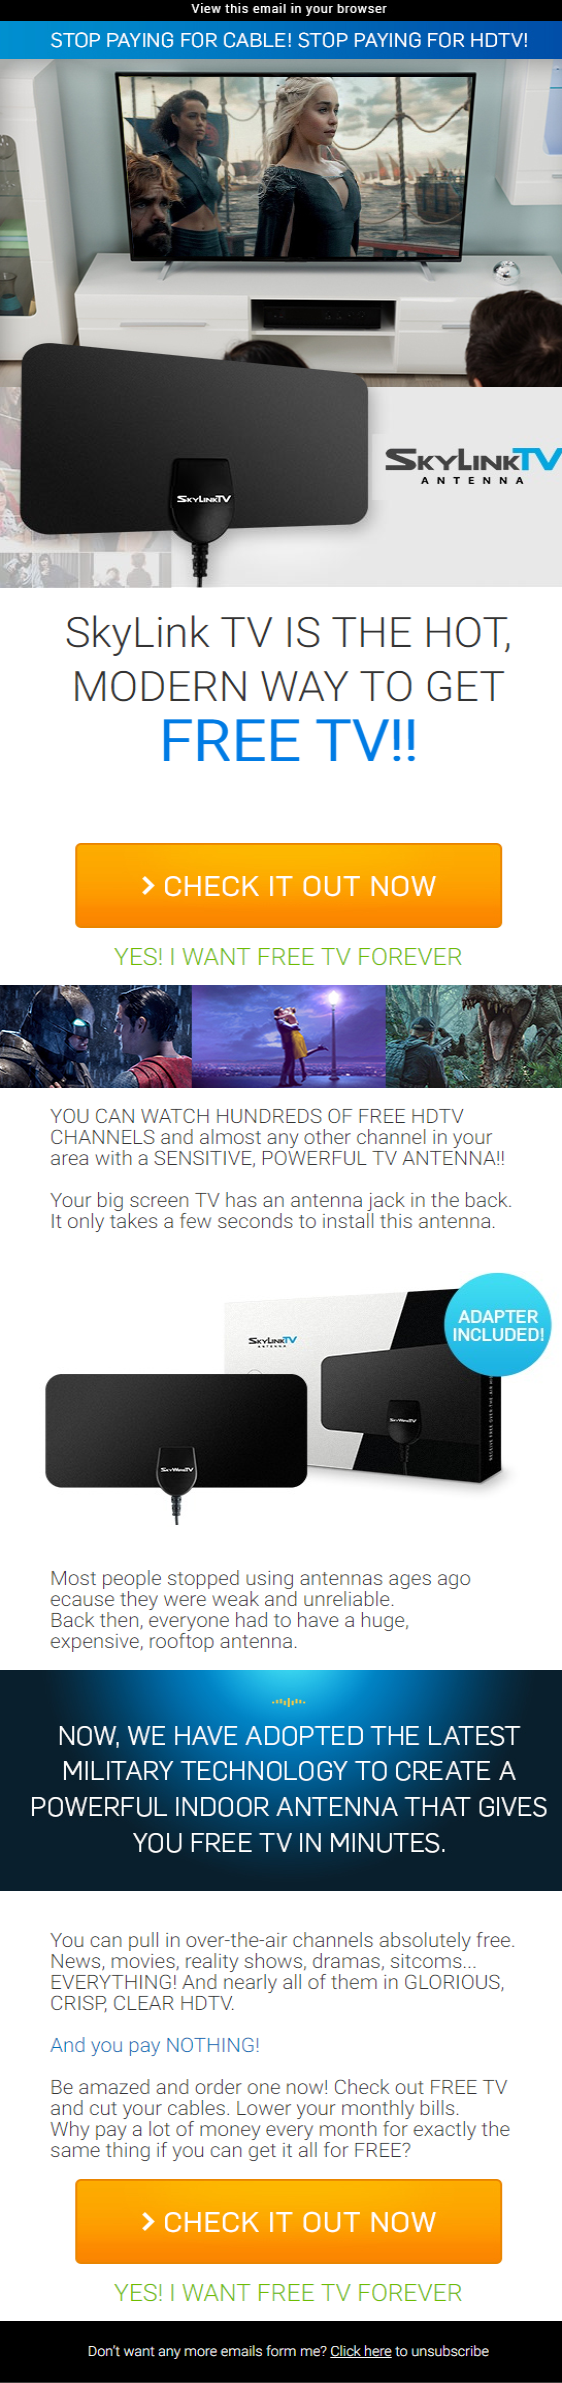 View this email in your browser
STOP PAYING FOR CABLE! STOP PAYING FOR HDTV!
SKYLINKTV
ANTENNA
SKYLINKTV
SkyLink TV IS THE HOT,
MODERN WAY TO GET
FREE TV!!
> CHECK IT OUT NOW
YES! I WANT FREE TV FOREVER
YOU CAN WATCH HUNDREDS OF FREE HDTV
CHANNELS and almost any other channel in your
area with a SENSITIVE, POWERFUL TV ANTENNA!!
Your big screen TV has an antenna jack in the back.
It only takes a few seconds to install this antenna.
ADAPTER
INCLUDED!
SKYLINKTV
ANTENNA
Most people stopped using antennas ages ago
ecause they were weak and unreliable.
Back then, everyone had to have a huge,
expensive, rooftop antenna.
NOW, WE HAVE ADOPTED THE LATEST
MILITARY TECHNOLOGY TO CREATE A
POWERFUL INDOOR ANTENNA THAT GIVES
YOU FREE TV IN MINUTES.
You can pull in over-the-air channels absolutely free.
News, movies, reality shows, dramas, sitcoms...
EVERYTHING! And nearly all of them in GLORIOUS,
CRISP, CLEAR HDTV.
And you pay NOTHING!
Be amazed and order one now! Check out FREE TV
and cut your cables. Lower your monthly bills.
Why pay a lot of money every month for exactly the
same thing if you can get it all for FREE?
> CHECK IT OUT NOW
YES! I WANT FREE TV FOREVER
Don't want any more emails form me? Click here to unsubscribe